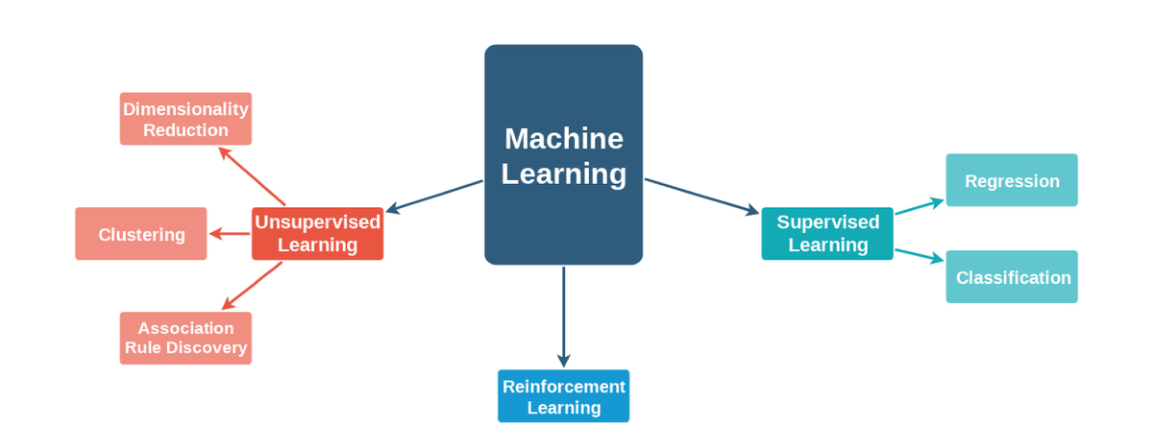 Machine
Learning
Dimensionality
Reduction
Clustering
Unsupervised
Learning
Association
Rule Discovery
Reinforcement
Learning
Supervised
Learning
Regression
Classification